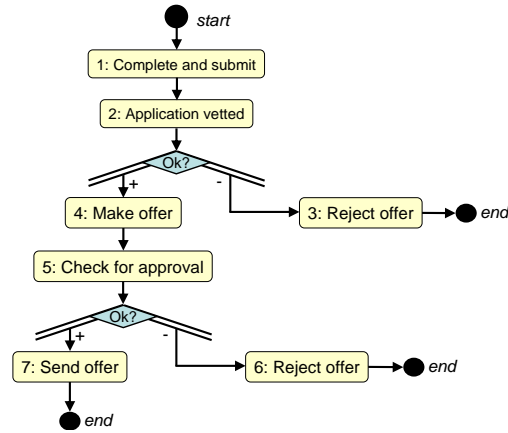 start
1: Complete and submit
2: Application vetted
Ok?
+
-
4: Make offer
3: Reject offer
end
5: Check for approval
Ok?
+
-
7: Send offer
6: Reject offer
end
end